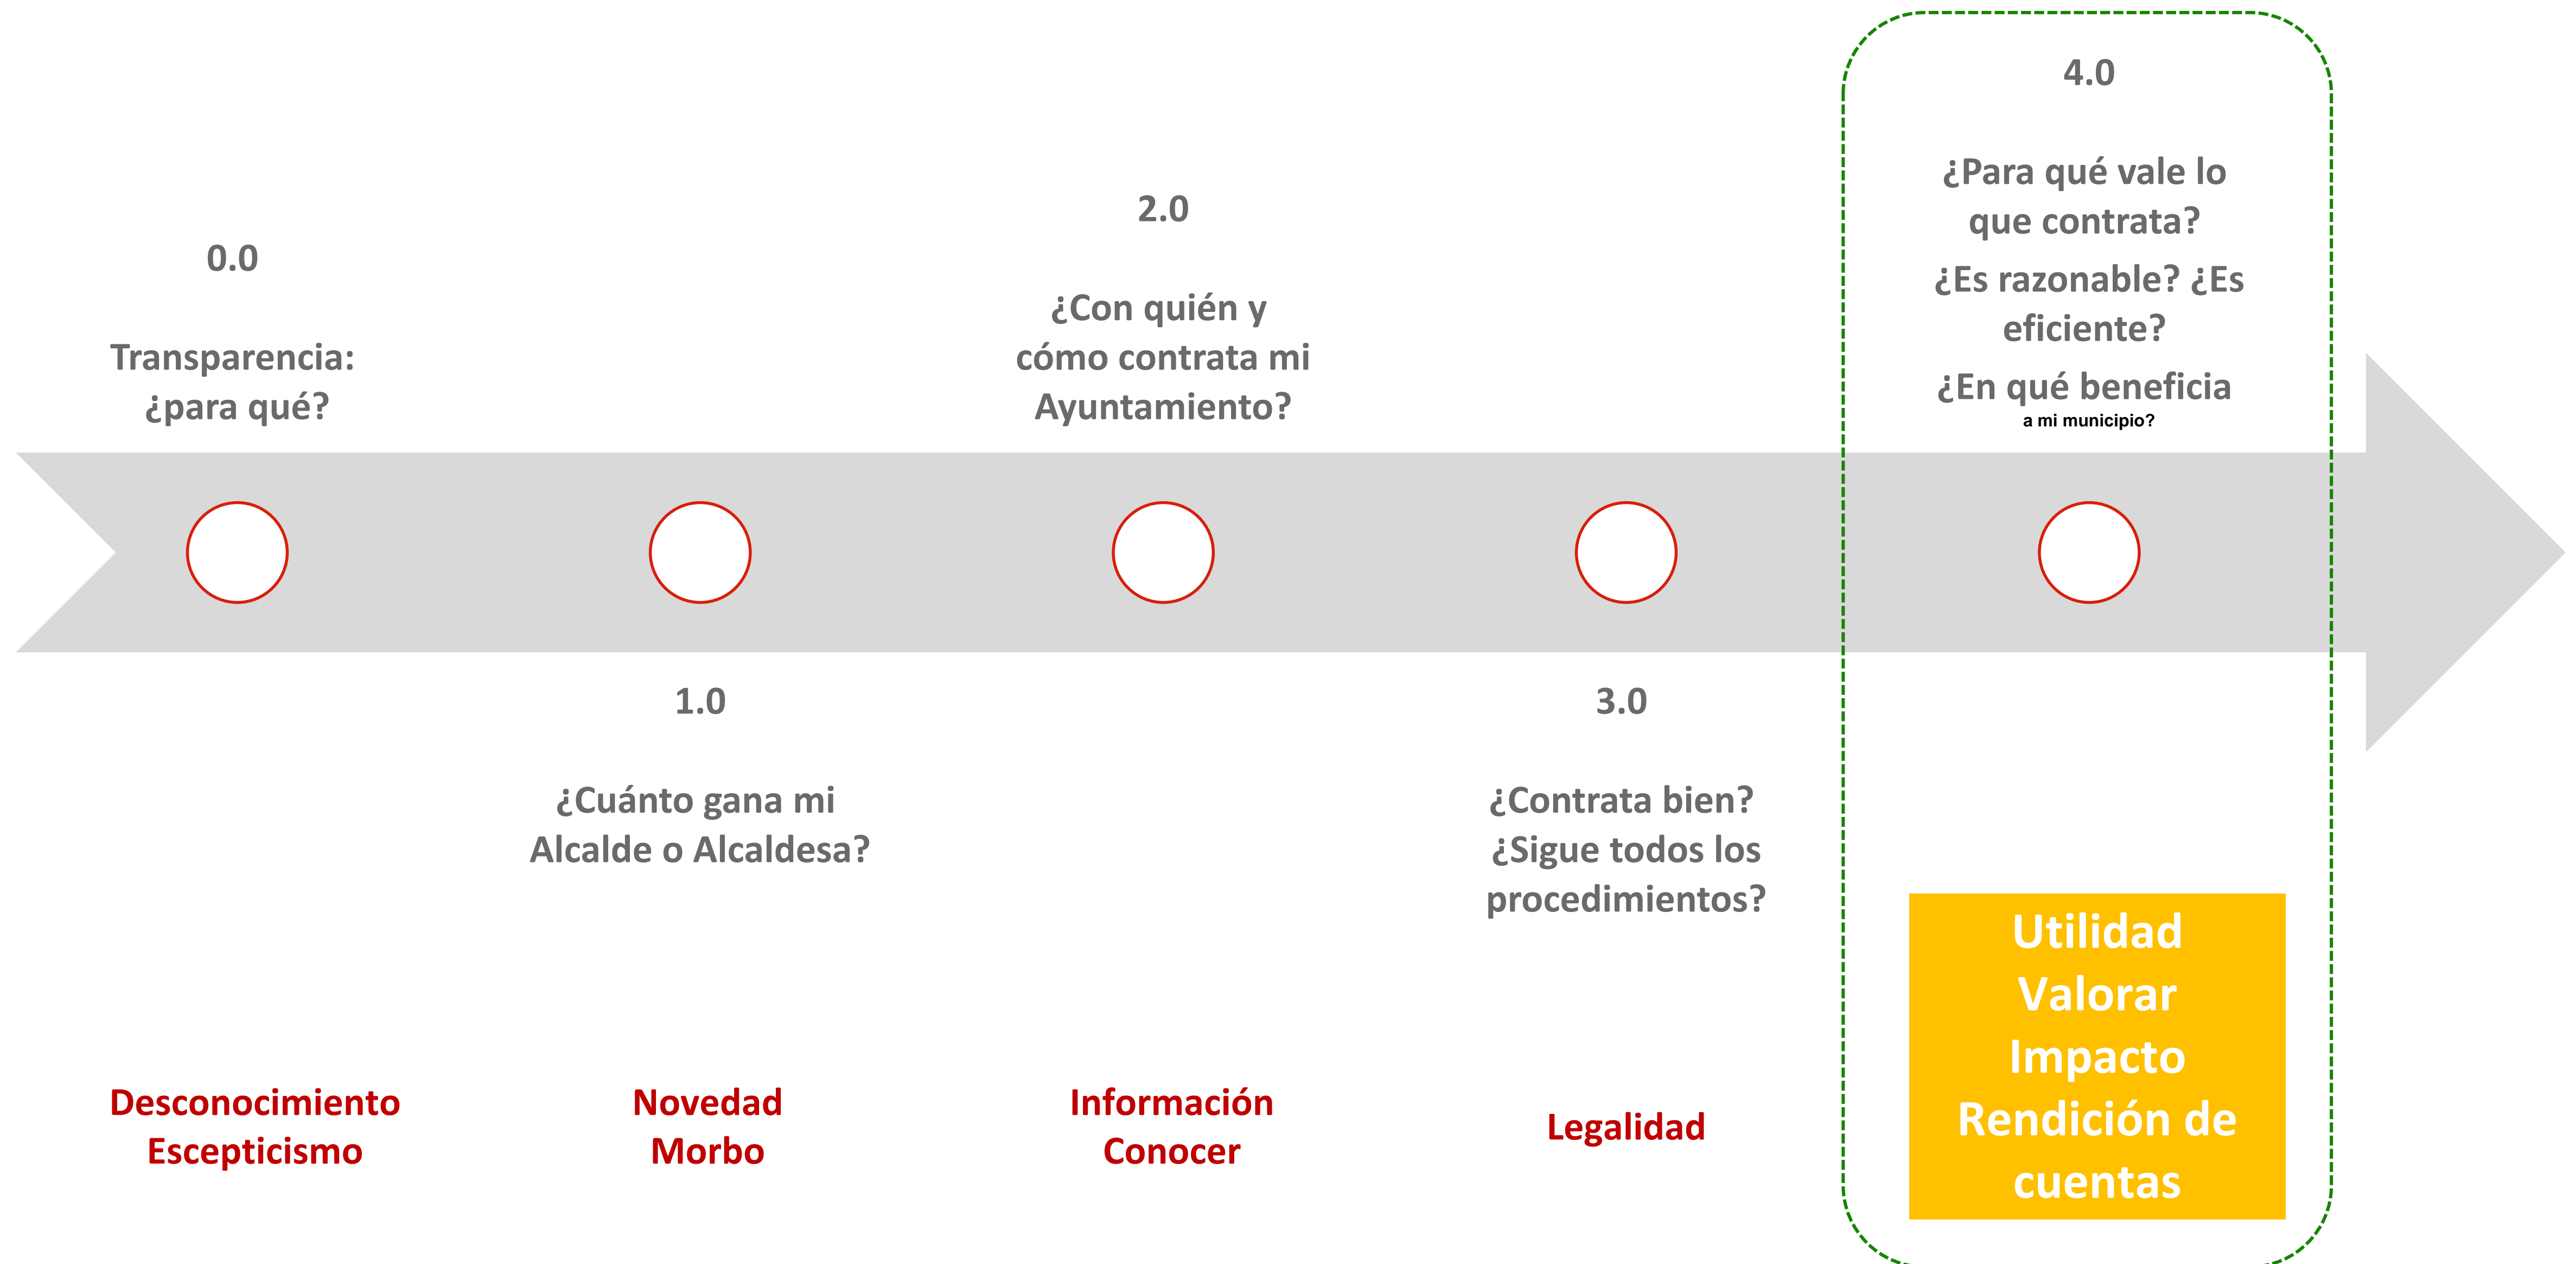 0.0
Transparencia:
¿para qué?
1.0
¿Cuánto gana mi
Alcalde o Alcaldesa?
2.0
¿Con quién y
cómo contrata mi
Ayuntamiento?
3.0
¿Contrata bien?
¿Sigue todos los
procedimientos?
4.0
¿Para qué vale lo
que contrata?
¿Es razonable? ¿Es
eficiente?
¿En qué beneficia
a mi municipio?
Desconocimiento
Escepticismo
Novedad
Morbo
Información
Conocer
Legalidad
Utilidad
Valorar
Impacto
Rendición de
cuentas